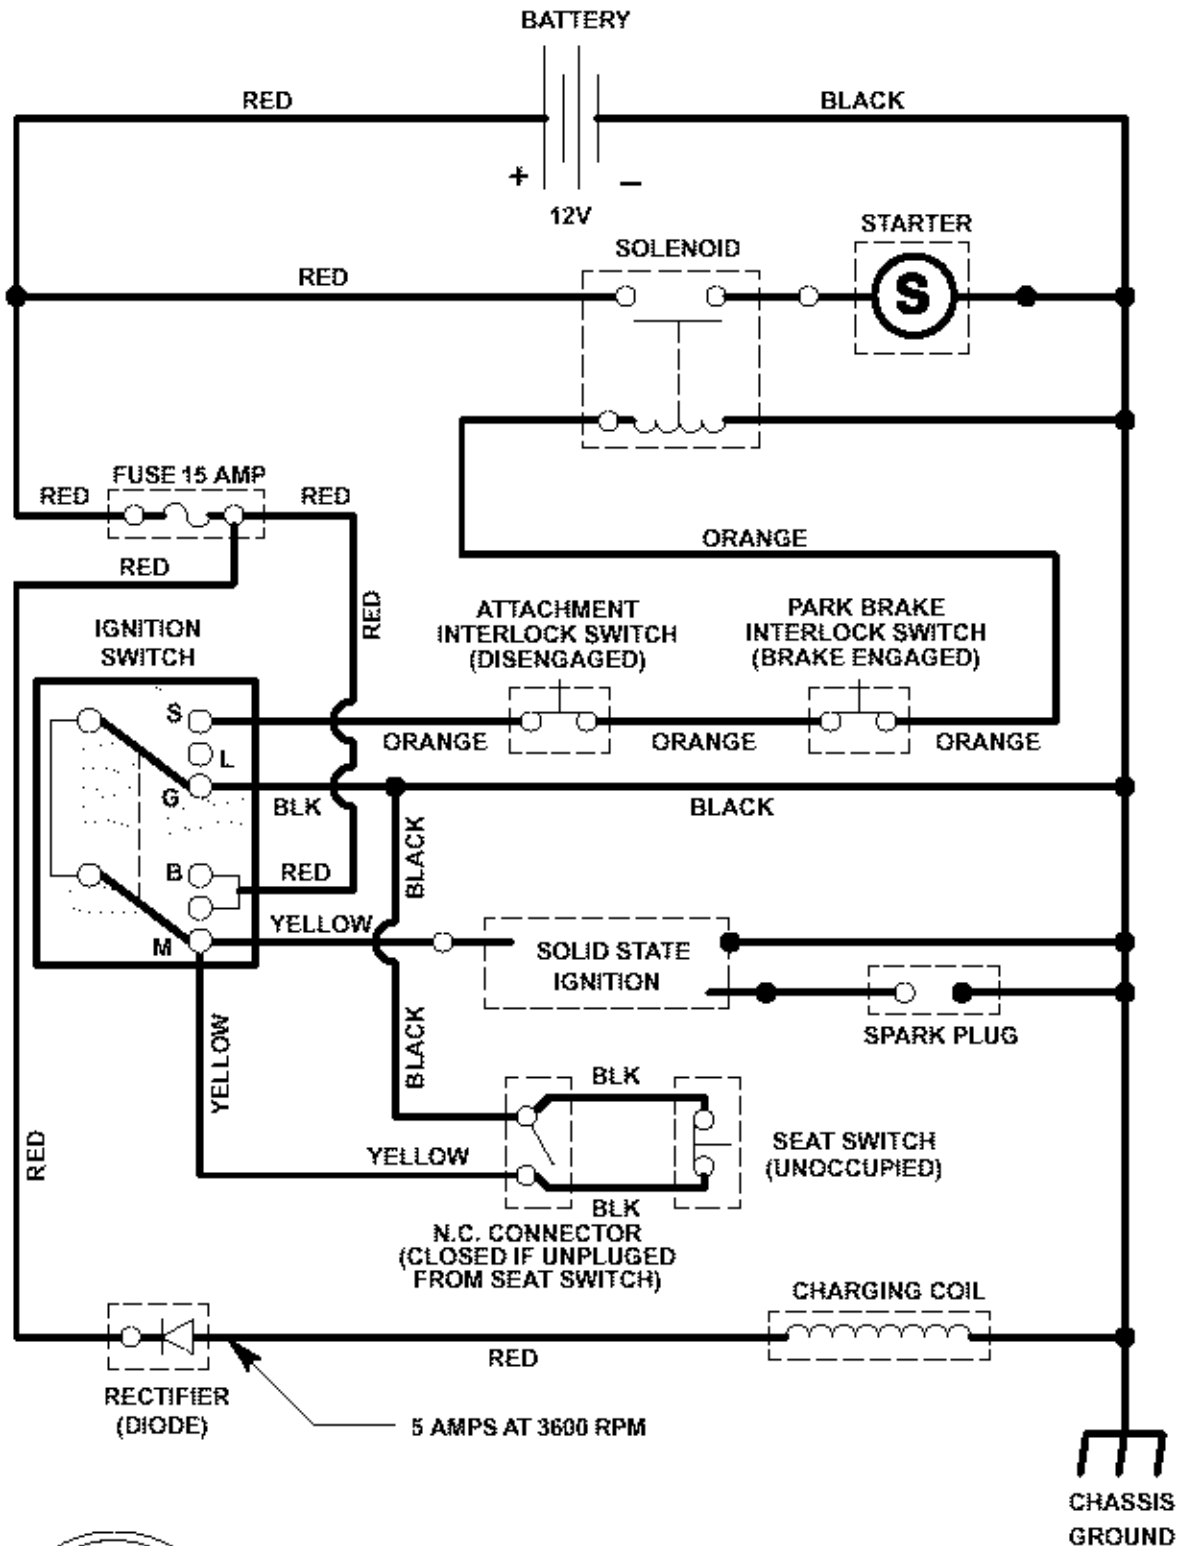 BATTERY
RED
BLACK
+
−
12V
STARTER
SOLENOID
RED
S
FUSE 15 AMP
RED
RED
RED
ORANGE
RED
ATTACHMENT
INTERLOCK SWITCH
(DISENGAGED)
PARK BRAKE
INTERLOCK SWITCH
(BRAKE ENGAGED)
IGNITION
SWITCH
S
ORANGE
ORANGE
ORANGE
L
G
BLK
BLACK
BLACK
B
RED
M
YELLOW
SOLID STATE
IGNITION
SPARK PLUG
YELLOW
BLACK
BLK
SEAT SWITCH
(UNOCCUPIED)
YELLOW
RED
BLK
N.C. CONNECTOR
(CLOSED IF UNPLUGED
FROM SEAT SWITCH)
CHARGING COIL
RED
RECTIFIER
(DIODE)
5 AMPS AT 3600 RPM
CHASSIS
GROUND